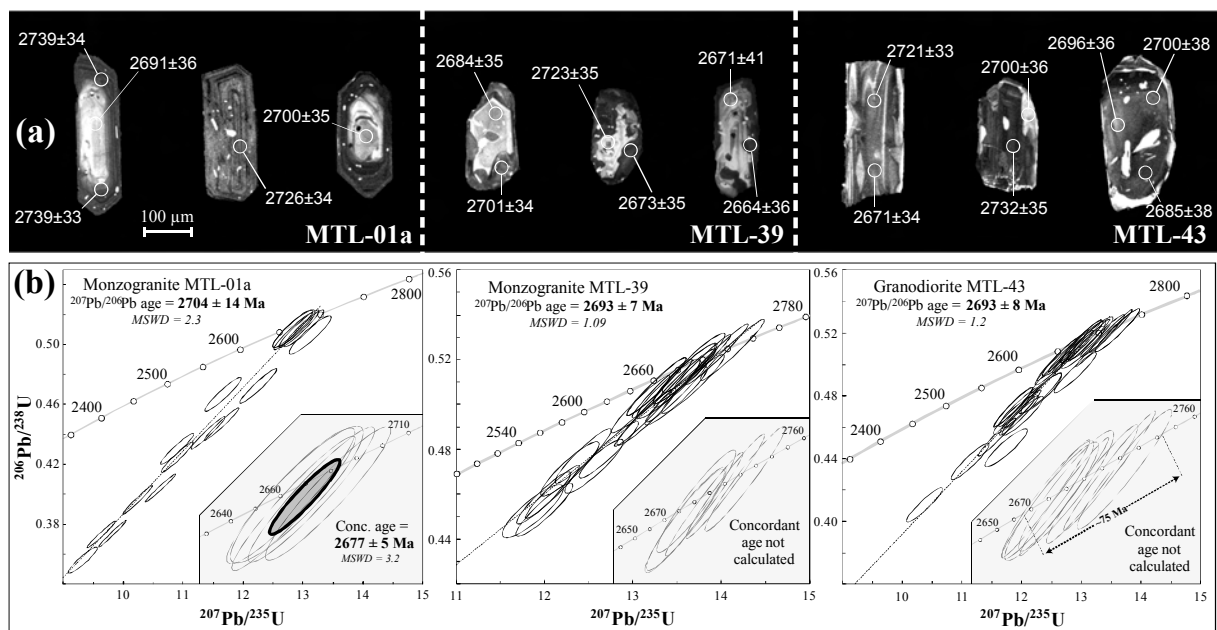 (a)
2739±34
2691±36
2700±35
2726±34
2739±33
100 µm
MTL-01a
2684±35
2723±35
2671±41
2701±34
2673±35
2664±36
MTL-39
2721±33
2700±36
2696±36
2700±38
2671±34
2732±35
2685±38
MTL-43
(b)
Monzogranite MTL-01a
²⁰⁷Pb/²⁰⁶Pb age = 2704 ± 14 Ma
MSWD = 2.3
2800
2600
2500
2400
0.50
0.46
0.42
0.38
²⁰⁶Pb/²³⁸U
2710
2660
2640
Conc. age =
2677 ± 5 Ma
MSWD = 3.2
10 11 12 13 14 15
²⁰⁷Pb/²³⁵U
0.56
Monzogranite MTL-39
²⁰⁷Pb/²⁰⁶Pb age = 2693 ± 7 Ma
MSWD = 1.09
2780
2660
2600
2540
0.52
0.48
0.44
2760
2670
2650
Concordant
age not
calculated
11 12 13 14 15
²⁰⁷Pb/²³⁵U
0.56
Granodiorite MTL-43
²⁰⁷Pb/²⁰⁶Pb age = 2693 ± 8 Ma
MSWD = 1.2
2800
2600
2500
2400
0.52
0.48
0.44
0.40
2760
2670
2650
~75 Ma
Concordant
age not
calculated
10 11 12 13 14 15
²⁰⁷Pb/²³⁵U